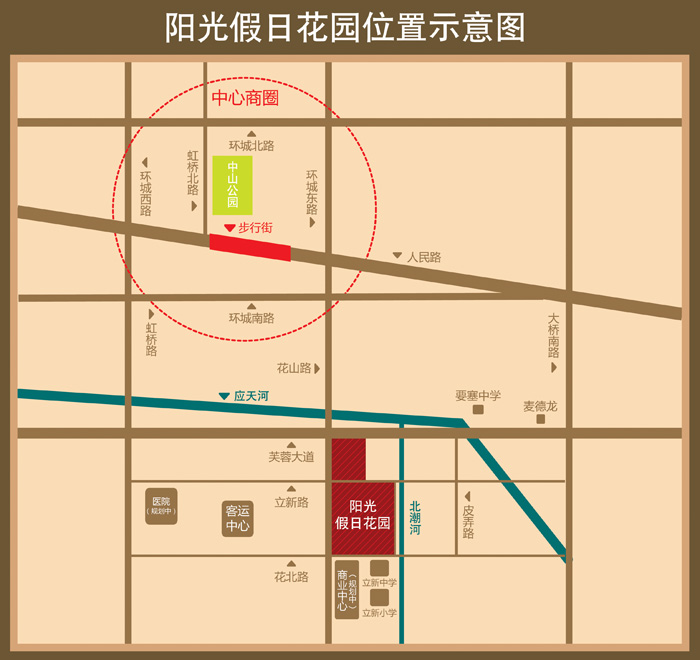 阳光假日花园位置示意图
中心商圈
环城北路
虹桥北路
中山公园
环城西路
环城东路
步行街
人民路
环城南路
虹桥路
大桥南路
花山路
应天河
要塞中学
麦德龙
芙蓉大道
医院
（规划中）
客运
中心
立新路
阳光
假日花园
北潮河
皮弄路
花北路
商业中心
（规划中）
立新中学
立新小学